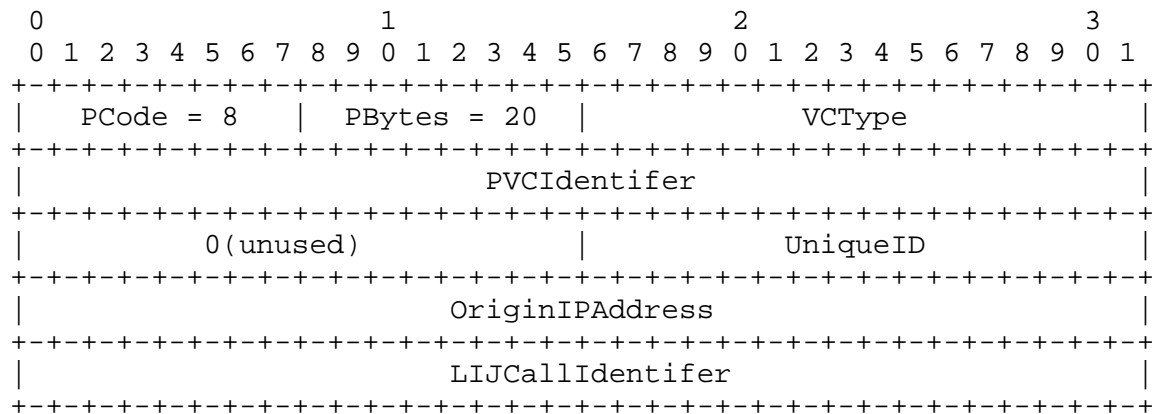 0                   1                   2                   3
 0 1 2 3 4 5 6 7 8 9 0 1 2 3 4 5 6 7 8 9 0 1 2 3 4 5 6 7 8 9 0 1
+-+-+-+-+-+-+-+-+-+-+-+-+-+-+-+-+-+-+-+-+-+-+-+-+-+-+-+-+-+-+-+-+
|   PCode = 8   |  PBytes = 20  |            VCType             |
+-+-+-+-+-+-+-+-+-+-+-+-+-+-+-+-+-+-+-+-+-+-+-+-+-+-+-+-+-+-+-+-+
|                          PVCIdentifer                         |
+-+-+-+-+-+-+-+-+-+-+-+-+-+-+-+-+-+-+-+-+-+-+-+-+-+-+-+-+-+-+-+-+
|          0(unused)            |           UniqueID            |
+-+-+-+-+-+-+-+-+-+-+-+-+-+-+-+-+-+-+-+-+-+-+-+-+-+-+-+-+-+-+-+-+
|                        OriginIPAddress                        |
+-+-+-+-+-+-+-+-+-+-+-+-+-+-+-+-+-+-+-+-+-+-+-+-+-+-+-+-+-+-+-+-+
|                        LIJCallIdentifer                       |
+-+-+-+-+-+-+-+-+-+-+-+-+-+-+-+-+-+-+-+-+-+-+-+-+-+-+-+-+-+-+-+-+